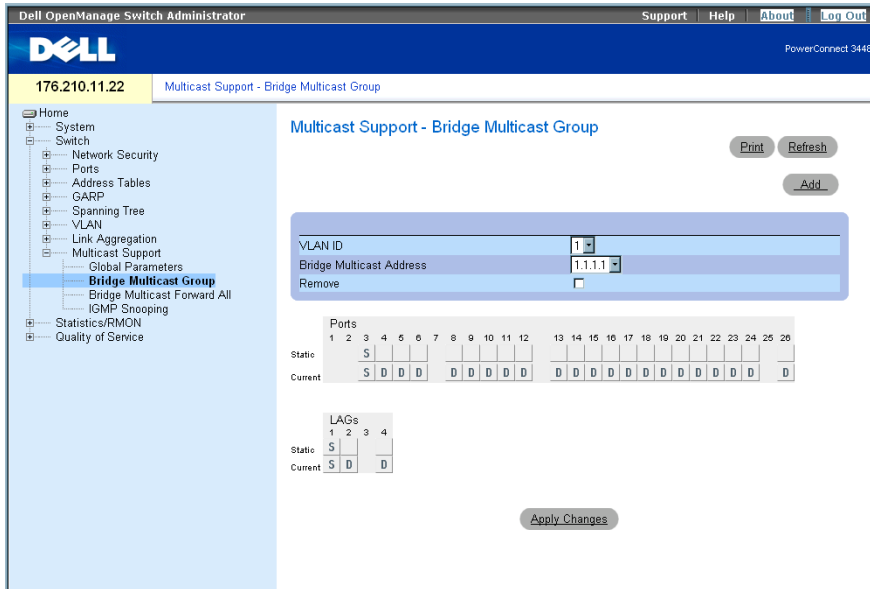 Dell OpenManage Switch Administrator
Support Help About Log Out
DELL
PowerConnect 3448
176.210.11.22
Multicast Support - Bridge Multicast Group
Home
System
Switch
Network Security
Ports
Address Tables
GARP
Spanning Tree
VLAN
Link Aggregation
Multicast Support
Global Parameters
Bridge Multicast Group
Bridge Multicast Forward All
IGMP Snooping
Statistics/RMON
Quality of Service
Multicast Support - Bridge Multicast Group
Print Refresh
Add
VLAN ID 1
Bridge Multicast Address 1.1.1.1
Remove
Ports
1 2 3 4 5 6 7 8 9 10 11 12 13 14 15 16 17 18 19 20 21 22 23 24 25 26
Static S
Current S D D D D D D D D D D D D D D D D D D D D D D
LAGs
1 2 3 4
Static S
Current S D D
Apply Changes